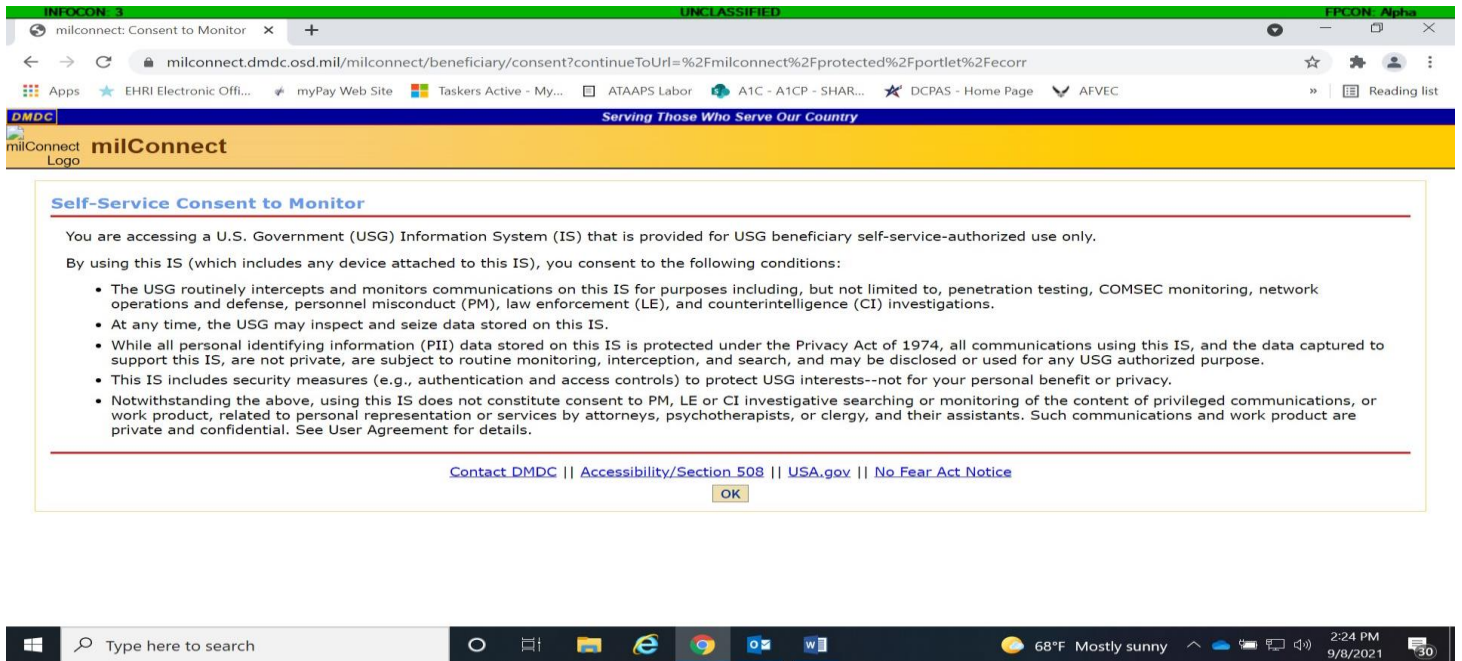 INFOCON: 3 UNCLASSIFIED FPCON: Alpha
milconnect: Consent to Monitor
milconnect.dmdc.osd.mil/milconnect/beneficiary/consent?continueToUrl=%2Fmilconnect%2Fprotected%2Fportlet%2Fecorr
Apps EHRI Electronic Offi... myPay Web Site Taskers Active - My... ATAAPS Labor A1C - A1CP - SHAR... DCPAS - Home Page AFVEC » Reading list
DMDC Serving Those Who Serve Our Country
milConnect Logo milConnect
Self-Service Consent to Monitor
You are accessing a U.S. Government (USG) Information System (IS) that is provided for USG beneficiary self-service-authorized use only.
By using this IS (which includes any device attached to this IS), you consent to the following conditions:
• The USG routinely intercepts and monitors communications on this IS for purposes including, but not limited to, penetration testing, COMSEC monitoring, network
operations and defense, personnel misconduct (PM), law enforcement (LE), and counterintelligence (CI) investigations.
• At any time, the USG may inspect and seize data stored on this IS.
• While all personal identifying information (PII) data stored on this IS is protected under the Privacy Act of 1974, all communications using this IS, and the data captured to
support this IS, are not private, are subject to routine monitoring, interception, and search, and may be disclosed or used for any USG authorized purpose.
• This IS includes security measures (e.g., authentication and access controls) to protect USG interests--not for your personal benefit or privacy.
• Notwithstanding the above, using this IS does not constitute consent to PM, LE or CI investigative searching or monitoring of the content of privileged communications, or
work product, related to personal representation or services by attorneys, psychotherapists, or clergy, and their assistants. Such communications and work product are
private and confidential. See User Agreement for details.
Contact DMDC || Accessibility/Section 508 || USA.gov || No Fear Act Notice
OK
Type here to search 68°F Mostly sunny 2:24 PM
9/8/2021 30